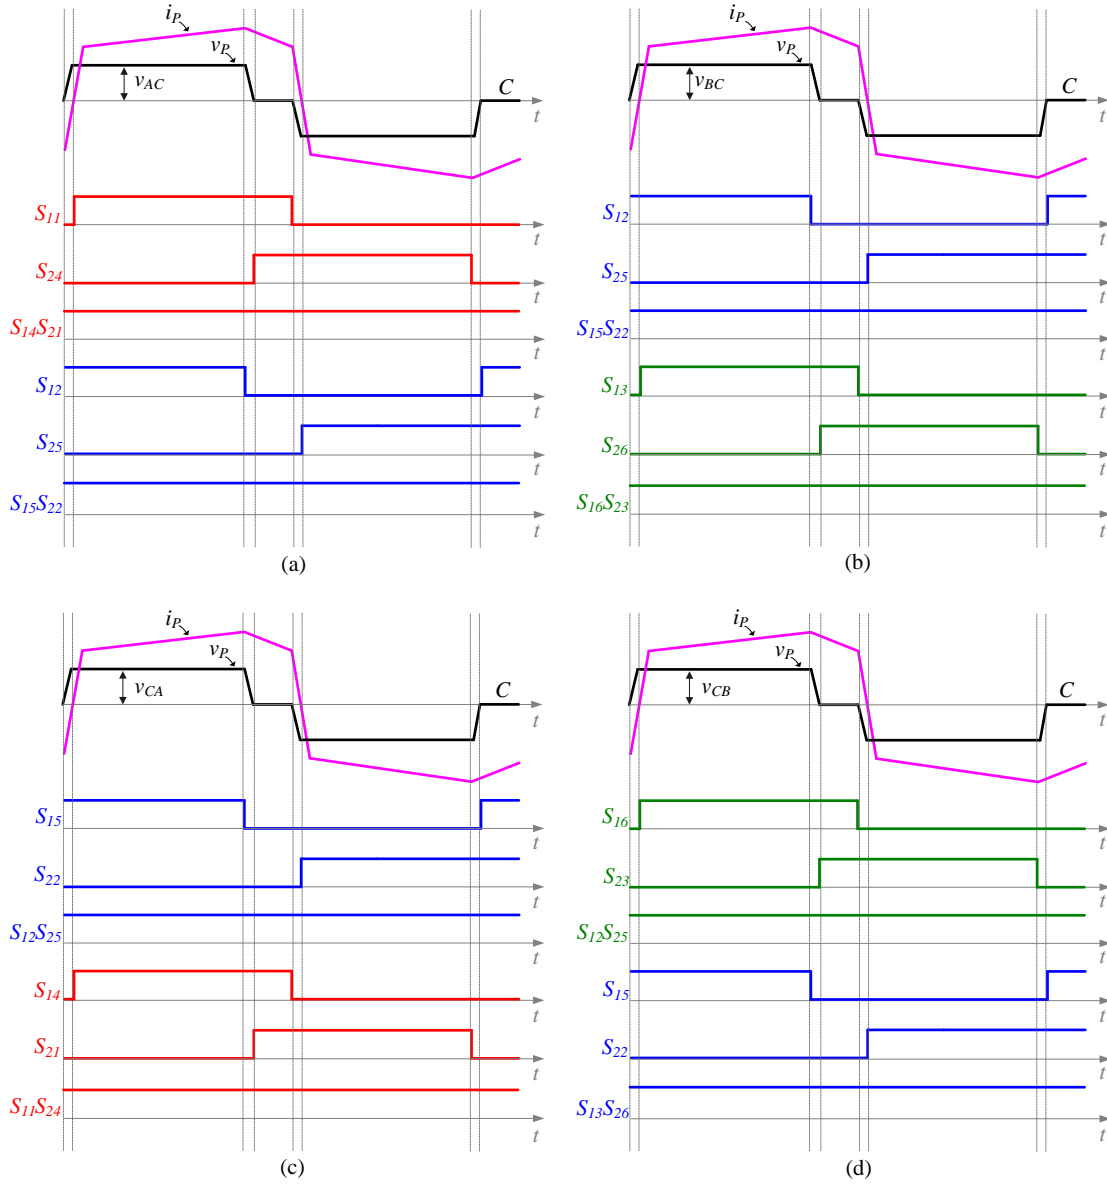 i_P
v_P
v_AC
C
t
S_11
t
S_24
t
S_14S_21
t
S_12
t
S_25
t
S_15S_22
t
(a)
i_P
v_P
v_BC
C
t
S_12
t
S_25
t
S_15S_22
t
S_13
t
S_26
t
S_16S_23
t
(b)
i_P
v_P
v_CA
C
t
S_15
t
S_22
t
S_12S_25
t
S_14
t
S_21
t
S_11S_24
t
(c)
i_P
v_P
v_CB
C
t
S_16
t
S_23
t
S_12S_25
t
S_15
t
S_22
t
S_13S_26
t
(d)